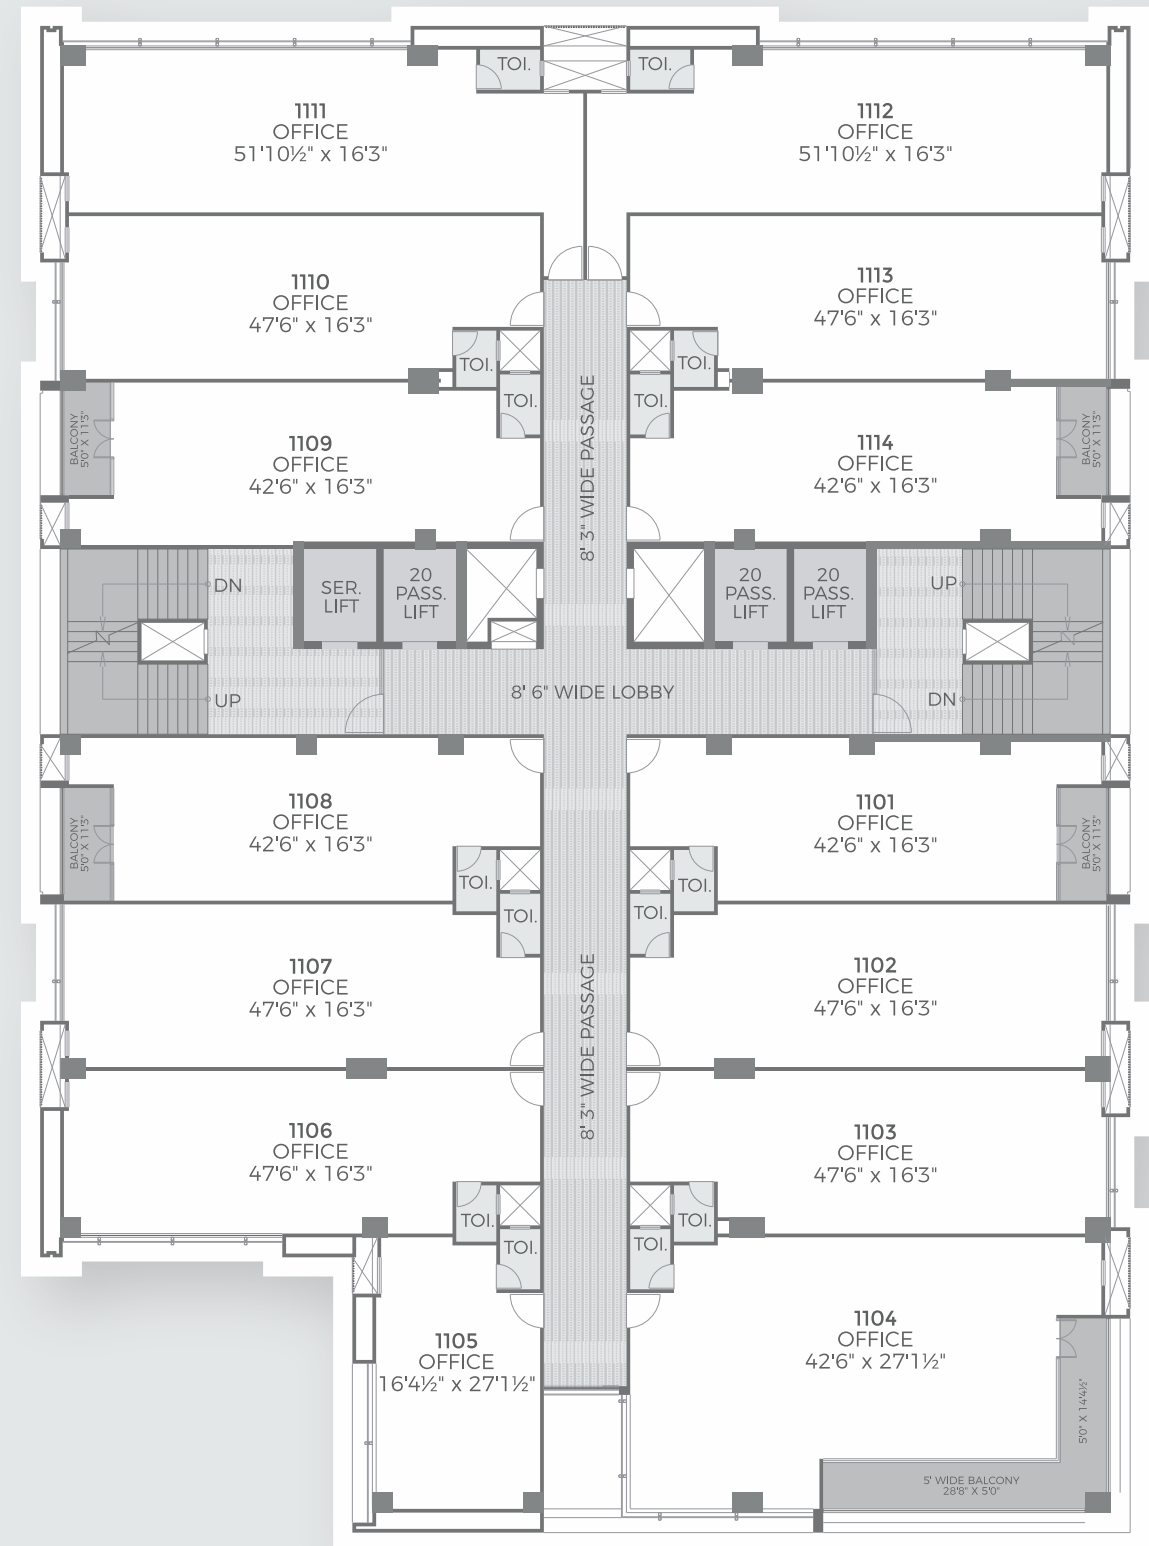 TOI.
TOI.
1111
OFFICE
51'10½" x 16'3"
1112
OFFICE
51'10½" x 16'3"
1110
OFFICE
47'6" x 16'3"
1113
OFFICE
47'6" x 16'3"
TOI.
TOI.
TOI.
TOI.
8' 3" WIDE PASSAGE
BALCONY
5'0" X 11'3"
1109
OFFICE
42'6" x 16'3"
1114
OFFICE
42'6" x 16'3"
BALCONY
5'0" X 11'3"
DN
SER.
LIFT
20
PASS.
LIFT
20
PASS.
LIFT
20
PASS.
LIFT
UP
UP
8' 6" WIDE LOBBY
DN
BALCONY
5'0" X 11'3"
1108
OFFICE
42'6" x 16'3"
1101
OFFICE
42'6" x 16'3"
BALCONY
5'0" X 11'3"
TOI.
TOI.
TOI.
TOI.
1107
OFFICE
47'6" x 16'3"
8' 3" WIDE PASSAGE
1102
OFFICE
47'6" x 16'3"
1106
OFFICE
47'6" x 16'3"
1103
OFFICE
47'6" x 16'3"
TOI.
TOI.
TOI.
TOI.
1105
OFFICE
16'4½" x 27'1½"
1104
OFFICE
42'6" x 27'1½"
5'0" X 14'4½"
5' WIDE BALCONY
28'8" X 5'0"